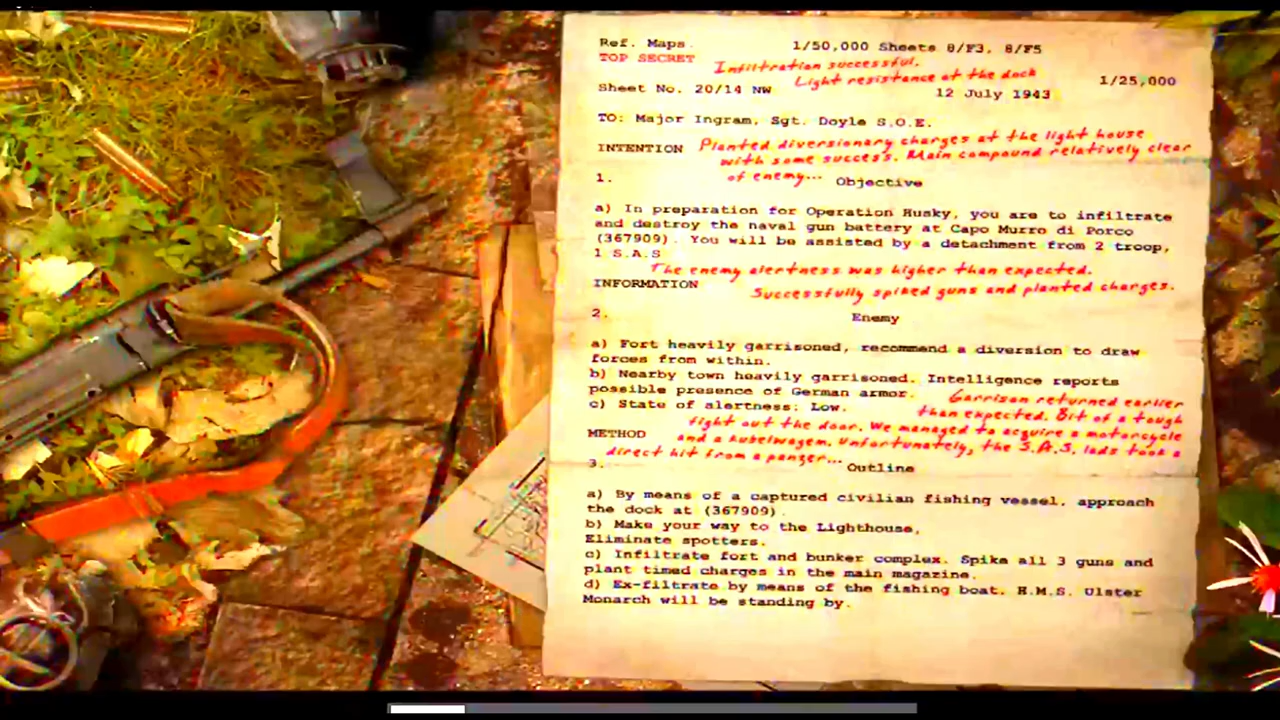 Ref. Maps. 1/50,000 Sheets 8/F3, 8/F5
TOP SECRET Infiltration successful.
Light resistance at the dock 1/25,000
Sheet No. 20/14 NW 12 July 1943
TO: Major Ingram, Sgt. Doyle S.O.E.
Planted diversionary charges at the light house
INTENTION with some success. Main compound relatively clear
of enemy...
1. Objective
a) In preparation for Operation Husky, you are to infiltrate
and destroy the naval gun battery at Capo Murro di Porco
(367909). You will be assisted by a detachment from 2 troop,
1 S.A.S
The enemy alertness was higher than expected.
INFORMATION Successfully spiked guns and planted charges.
2. Enemy
a) Fort heavily garrisoned, recommend a diversion to draw
forces from within.
b) Nearby town heavily garrisoned. Intelligence reports
possible presence of German armor.
Garrison returned earlier
c) State of alertness: Low. than expected. Bit of a tough
fight out the door. We managed to acquire a motorcycle
METHOD and a kubelwagem. Unfortunately, the S.A.S. lads took a
direct hit from a panzer...
3. Outline
a) By means of a captured civilian fishing vessel, approach
the dock at (367909).
b) Make your way to the Lighthouse,
Eliminate spotters.
c) Infiltrate fort and bunker complex. Spike all 3 guns and
plant timed charges in the main magazine.
d) Ex-filtrate by means of the fishing boat. H.M.S. Ulster
Monarch will be standing by.